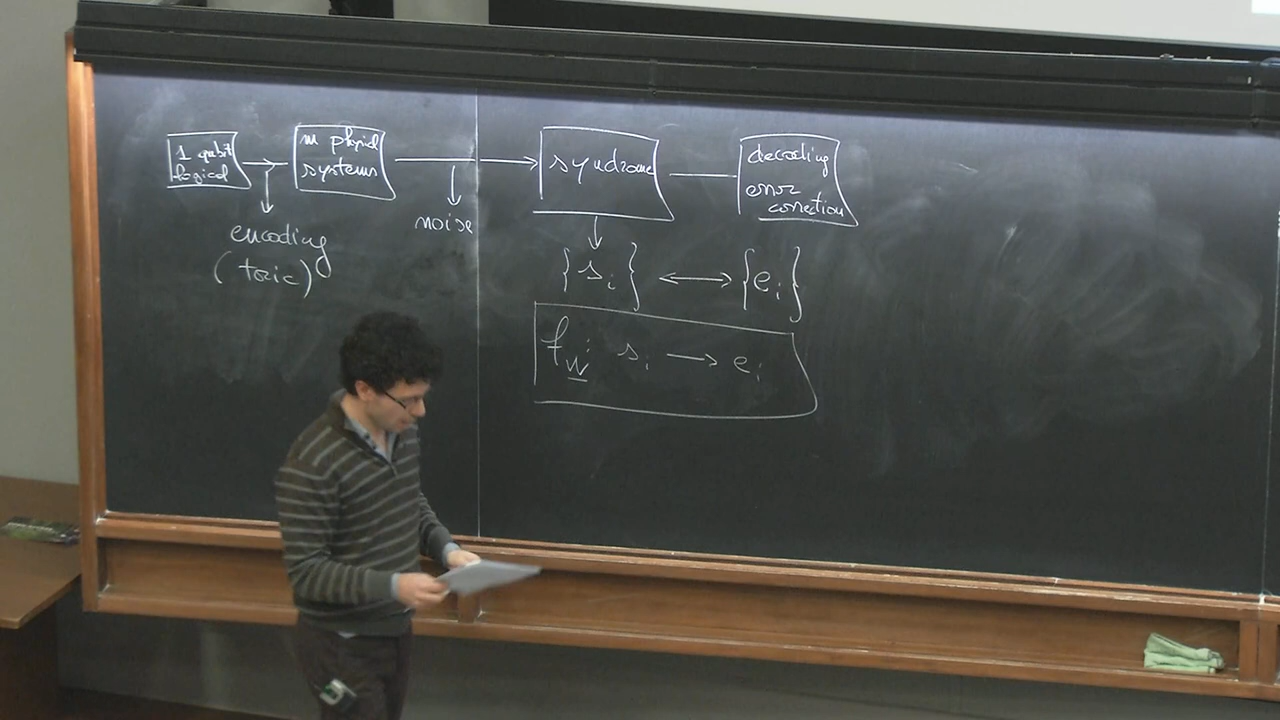 1 qubit
logical
m physical
systems
syndrome
decoding
error
correction
noise
encoding
(toric)
{s_i} ⟷ {e_i}
f_w: s_i ⟶ e_i